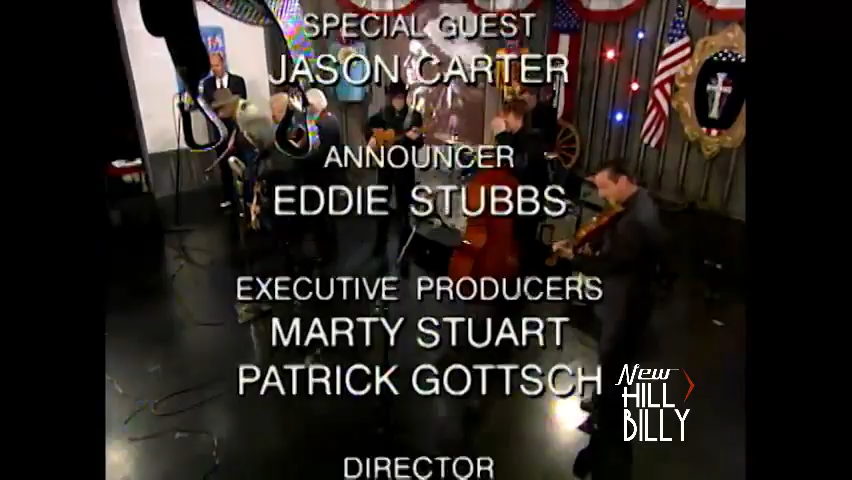 SPECIAL GUEST
JASON CARTER
ANNOUNCER
EDDIE STUBBS
EXECUTIVE PRODUCERS
MARTY STUART
PATRICK GOTTSCH
New
HILL
BILLY
DIRECTOR